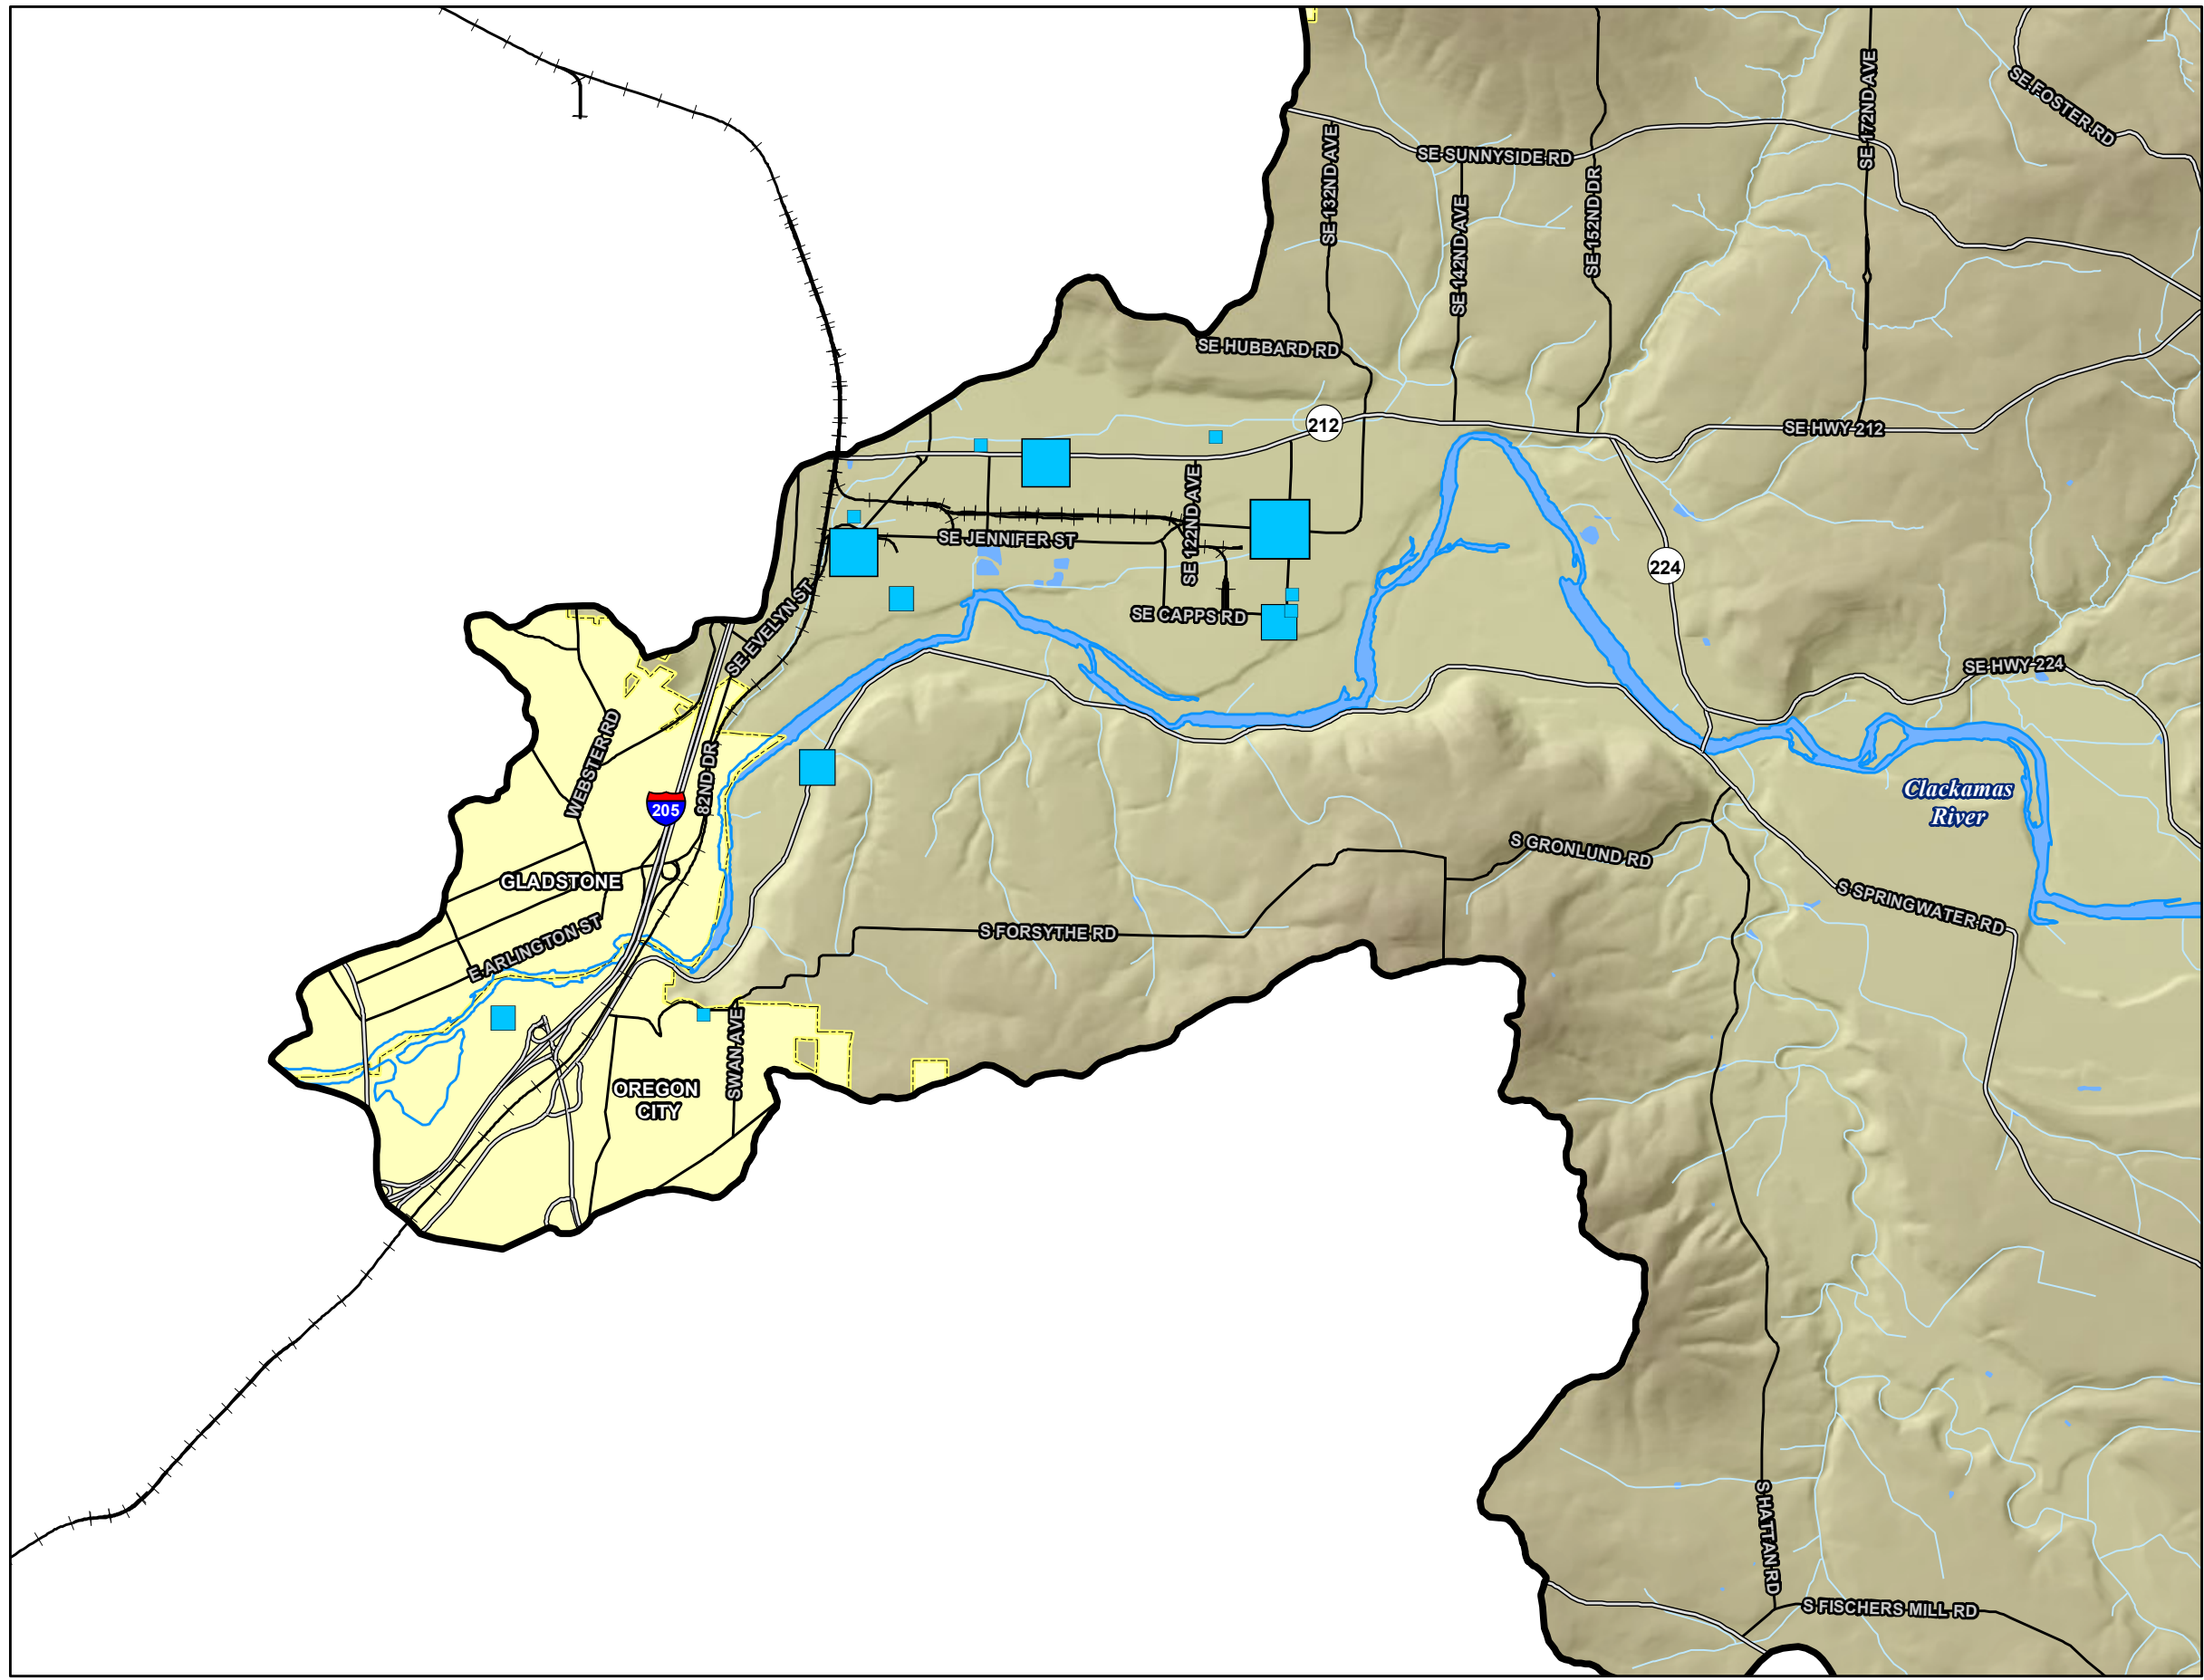 SE FOSTER RD
SE 172ND AVE
SE SUNNYSIDE RD
SE 132ND AVE
SE 142ND AVE
SE 152ND DR
SE HUBBARD RD
212
SE HWY 212
SE 122ND AVE
SE JENNIFER ST
224
SE EVELYN ST
SE CAPPS RD
SE HWY 224
WEBSTER RD
82ND DR
205
Clackamas
River
S GRONLUND RD
GLADSTONE
S SPRINGWATER RD
E ARLINGTON ST
S FORSYTHE RD
SWAN AVE
OREGON
CITY
S HATTAN RD
S FISCHERS MILL RD